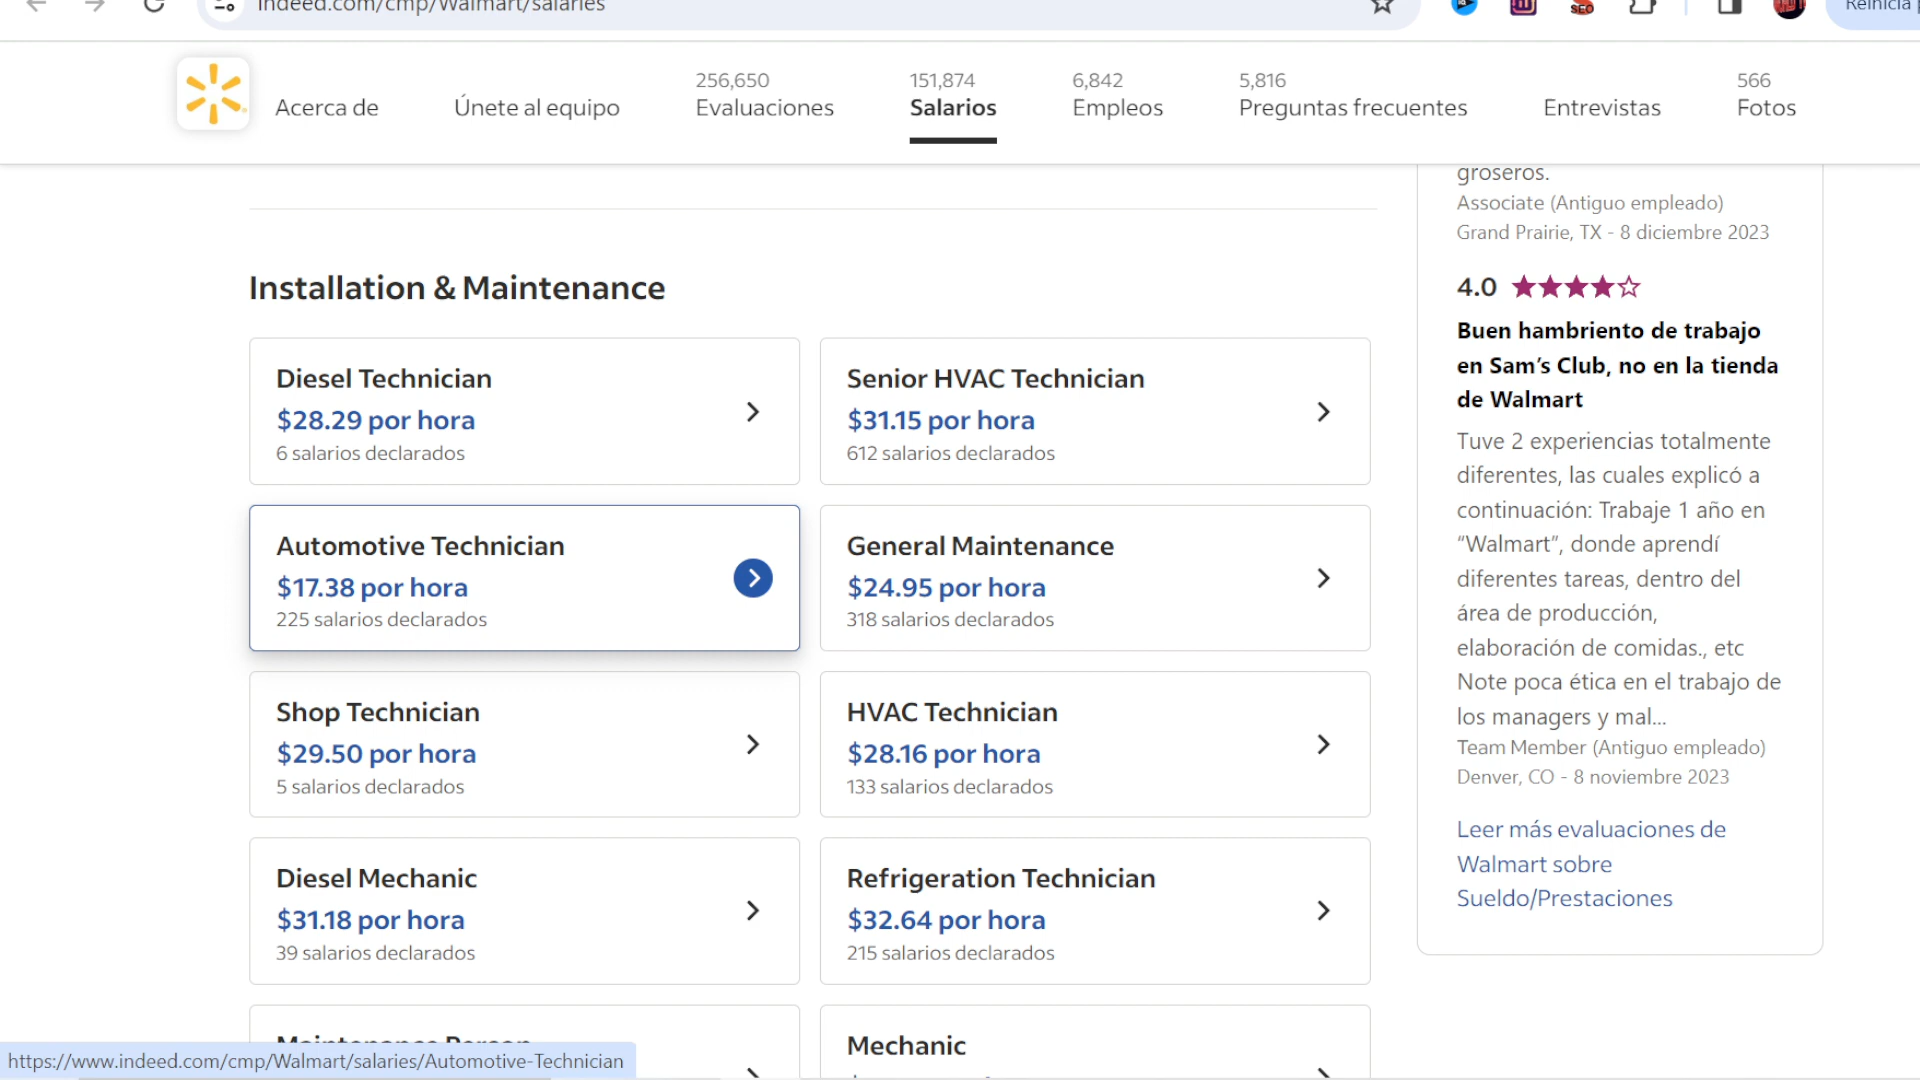 indeed.com/cmp/Walmart/salaries
Reinicia
Acerca de
Únete al equipo
256,650
Evaluaciones
151,874
Salarios
6,842
Empleos
5,816
Preguntas frecuentes
Entrevistas
566
Fotos
Installation & Maintenance
Diesel Technician
$28.29 por hora
6 salarios declarados
Senior HVAC Technician
$31.15 por hora
612 salarios declarados
Automotive Technician
$17.38 por hora
225 salarios declarados
General Maintenance
$24.95 por hora
318 salarios declarados
Shop Technician
$29.50 por hora
5 salarios declarados
HVAC Technician
$28.16 por hora
133 salarios declarados
Diesel Mechanic
$31.18 por hora
39 salarios declarados
Refrigeration Technician
$32.64 por hora
215 salarios declarados
Maintenance Person
Mechanic
groseros.
Associate (Antiguo empleado)
Grand Prairie, TX - 8 diciembre 2023
4.0
Buen hambriento de trabajo
en Sam’s Club, no en la tienda
de Walmart
Tuve 2 experiencias totalmente
diferentes, las cuales explicó a
continuación: Trabaje 1 año en
“Walmart”, donde aprendí
diferentes tareas, dentro del
área de producción,
elaboración de comidas., etc
Note poca ética en el trabajo de
los managers y mal...
Team Member (Antiguo empleado)
Denver, CO - 8 noviembre 2023
Leer más evaluaciones de
Walmart sobre
Sueldo/Prestaciones
https://www.indeed.com/cmp/Walmart/salaries/Automotive-Technician